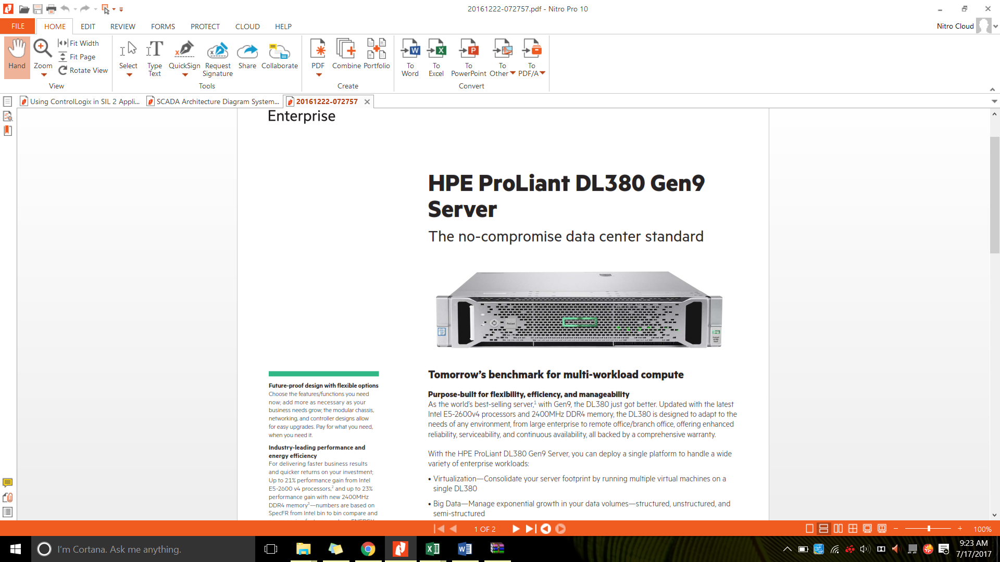 20161222-072757.pdf - Nitro Pro 10
FILE HOME EDIT REVIEW FORMS PROTECT CLOUD HELP
Nitro Cloud
Hand
Zoom
Fit Width
Fit Page
Rotate View
View
Select
Type Text
QuickSign
Request Signature
Share
Collaborate
Tools
PDF
Combine
Portfolio
Create
To Word
To Excel
To PowerPoint
To Other
To PDF/A
Convert
Using ControlLogix in SIL 2 Appli...
SCADA Architecture Diagram System...
20161222-072757
Enterprise
HPE ProLiant DL380 Gen9
Server
The no-compromise data center standard
Future-proof design with flexible options
Choose the features/functions you need
now; add more as necessary as your
business needs grow; the modular chassis,
networking, and controller designs allow
for easy upgrades. Pay for what you need,
when you need it.
Industry-leading performance and
energy efficiency
For delivering faster business results
and quicker returns on your investment;
Up to 21% performance gain from Intel
E5-2600 v4 processors,2 and up to 23%
performance gain with new 2400MHz
DDR4 memory3—numbers are based on
SpecFR from Intel bin to bin compare and
Tomorrow's benchmark for multi-workload compute
Purpose-built for flexibility, efficiency, and manageability
As the world's best-selling server,1 with Gen9, the DL380 just got better. Updated with the latest
Intel E5-2600v4 processors and 2400MHz DDR4 memory, the DL380 is designed to adapt to the
needs of any environment, from large enterprise to remote office/branch office, offering enhanced
reliability, serviceability, and continuous availability, all backed by a comprehensive warranty.
With the HPE ProLiant DL380 Gen9 Server, you can deploy a single platform to handle a wide
variety of enterprise workloads:
• Virtualization—Consolidate your server footprint by running multiple virtual machines on a
single DL380
• Big Data—Manage exponential growth in your data volumes—structured, unstructured, and
semi-structured
1 OF 2
100%
I'm Cortana. Ask me anything.
9:23 AM
7/17/2017